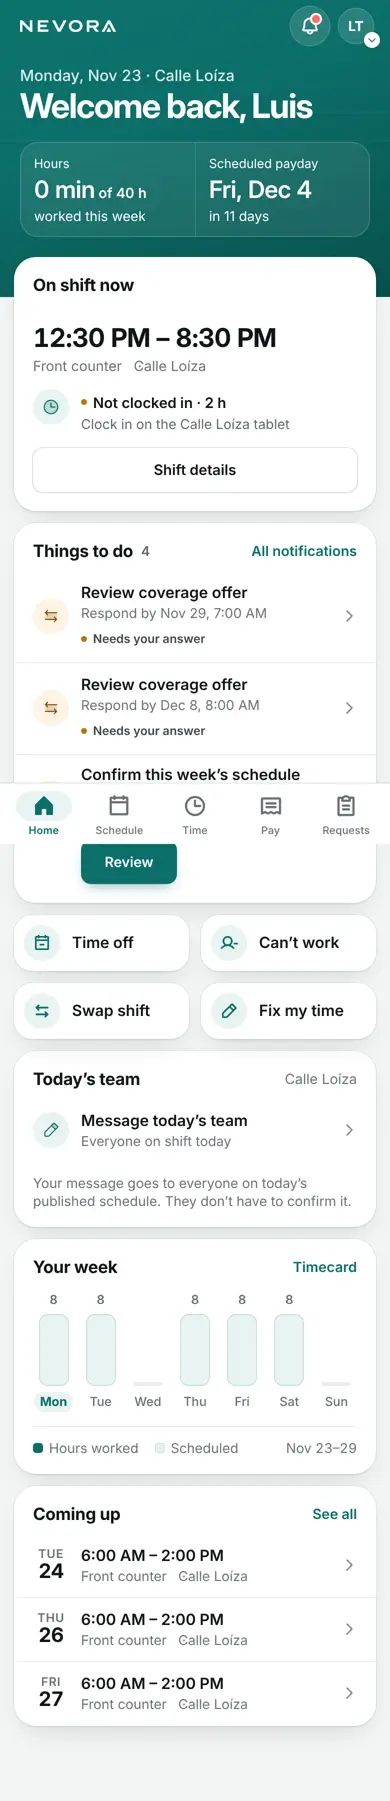 NEVORA
LT
Monday, Nov 23 · Calle Loíza
Welcome back, Luis
Hours
0 min of 40 h
worked this week
Scheduled payday
Fri, Dec 4
in 11 days
On shift now
12:30 PM – 8:30 PM
Front counter Calle Loíza
Not clocked in · 2 h
Clock in on the Calle Loíza tablet
Shift details
Things to do 4
All notifications
Review coverage offer
Respond by Nov 29, 7:00 AM
Needs your answer
Review coverage offer
Respond by Dec 8, 8:00 AM
Needs your answer
Confirm this week’s schedule
Home
Schedule
Time
Pay
Requests
Review
Time off
Can’t work
Swap shift
Fix my time
Today’s team
Calle Loíza
Message today’s team
Everyone on shift today
Your message goes to everyone on today’s
published schedule. They don’t have to confirm it.
Your week
Timecard
8 8 8 8 8
Mon Tue Wed Thu Fri Sat Sun
Hours worked Scheduled Nov 23–29
Coming up
See all
TUE
24
6:00 AM – 2:00 PM
Front counter Calle Loíza
THU
26
6:00 AM – 2:00 PM
Front counter Calle Loíza
FRI
27
6:00 AM – 2:00 PM
Front counter Calle Loíza